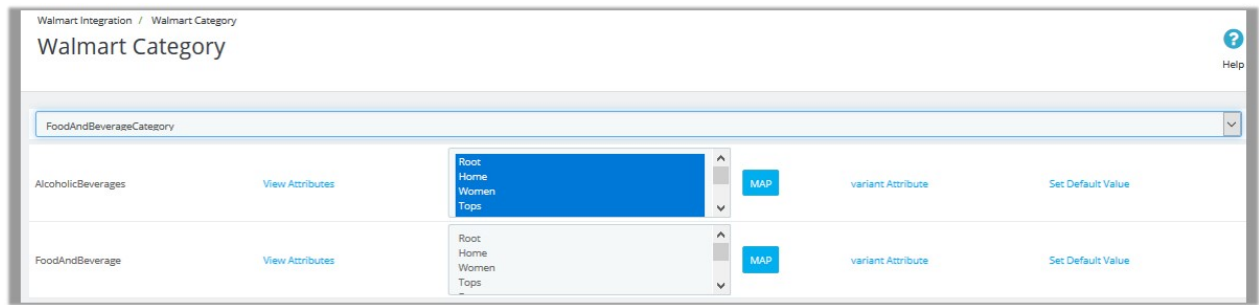 Walmart Integration / Walmart Category
Walmart Category
Help
FoodAndBeverageCategory
AlcoholicBeverages
View Attributes
Root
Home
Women
Tops
MAP
variant Attribute
Set Default Value
FoodAndBeverage
View Attributes
Root
Home
Women
Tops
MAP
variant Attribute
Set Default Value